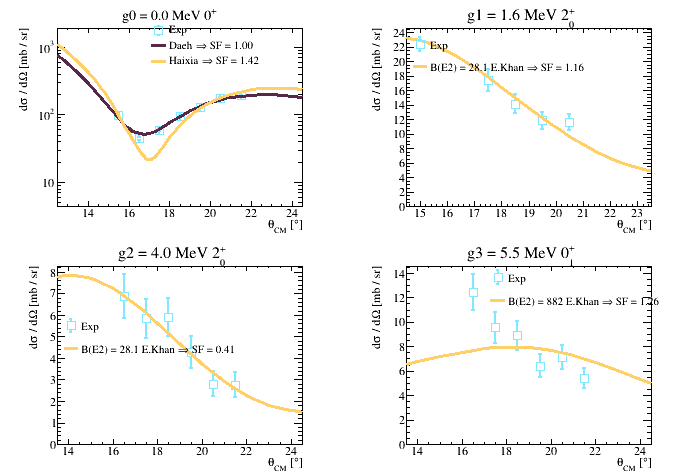 g0 = 0.0 MeV 0⁺
Exp
Daeh ⇒ SF = 1.00
Haixia ⇒ SF = 1.42
dσ / dΩ [mb / sr]
10³
10²
10
14 16 18 20 22 24
θ_CM [°]
g1 = 1.6 MeV 2⁺₀
Exp
B(E2) = 28.1 E.Khan ⇒ SF = 1.16
dσ / dΩ [mb / sr]
24
22
20
18
16
14
12
10
8
6
4
2
0
15 16 17 18 19 20 21 22 23
θ_CM [°]
g2 = 4.0 MeV 2⁺₀
Exp
B(E2) = 28.1 E.Khan ⇒ SF = 0.41
dσ / dΩ [mb / sr]
8
7
6
5
4
3
2
1
0
14 16 18 20 22 24
θ_CM [°]
g3 = 5.5 MeV 0⁺
Exp
B(E2) = 882 E.Khan ⇒ SF = 1.26
dσ / dΩ [mb / sr]
14
12
10
8
6
4
2
0
14 16 18 20 22 24
θ_CM [°]